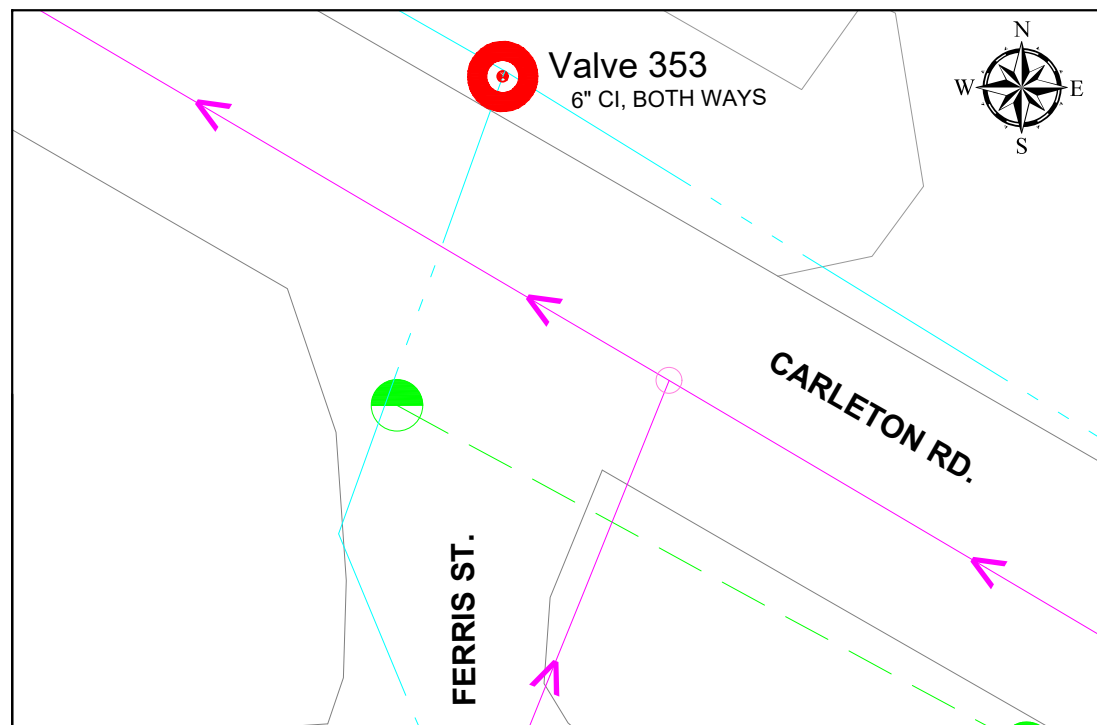 Valve 353
6" CI, BOTH WAYS
N
W
E
S
CARLETON RD.
FERRIS ST.